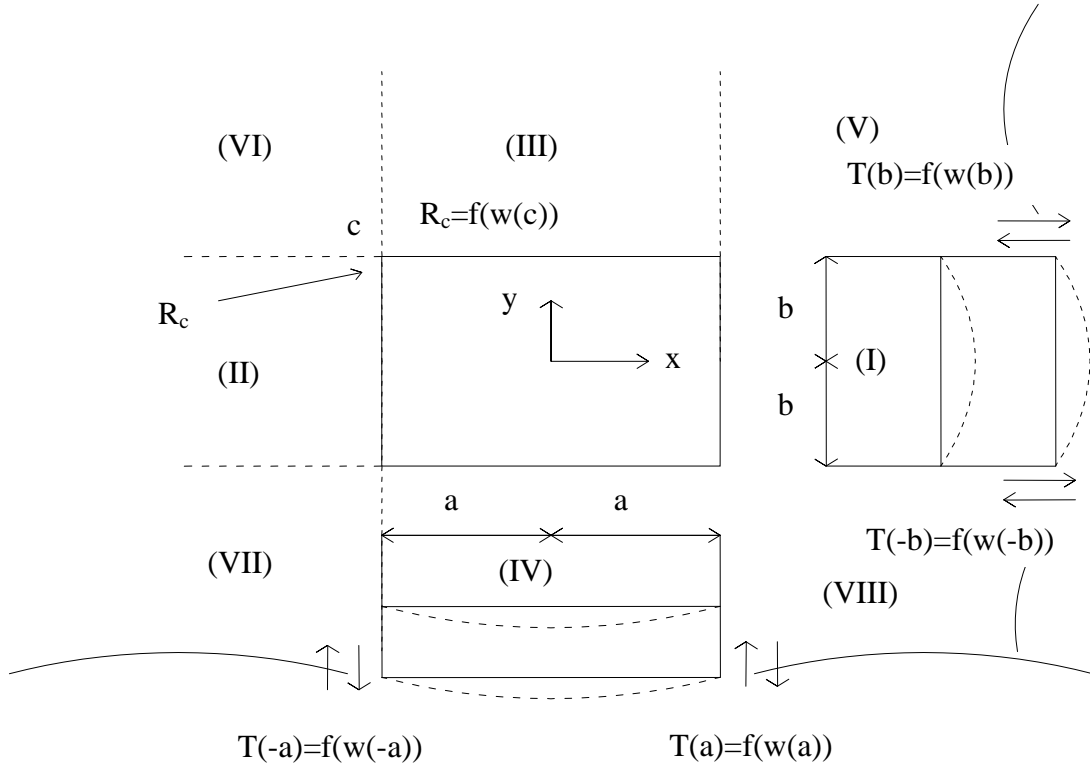 (VI)
(III)
(V)
T(b)=f(w(b))
c
R_c=f(w(c))
R_c
y
x
b
(I)
b
(II)
a
a
T(-b)=f(w(-b))
(VII)
(IV)
(VIII)
T(-a)=f(w(-a))
T(a)=f(w(a))